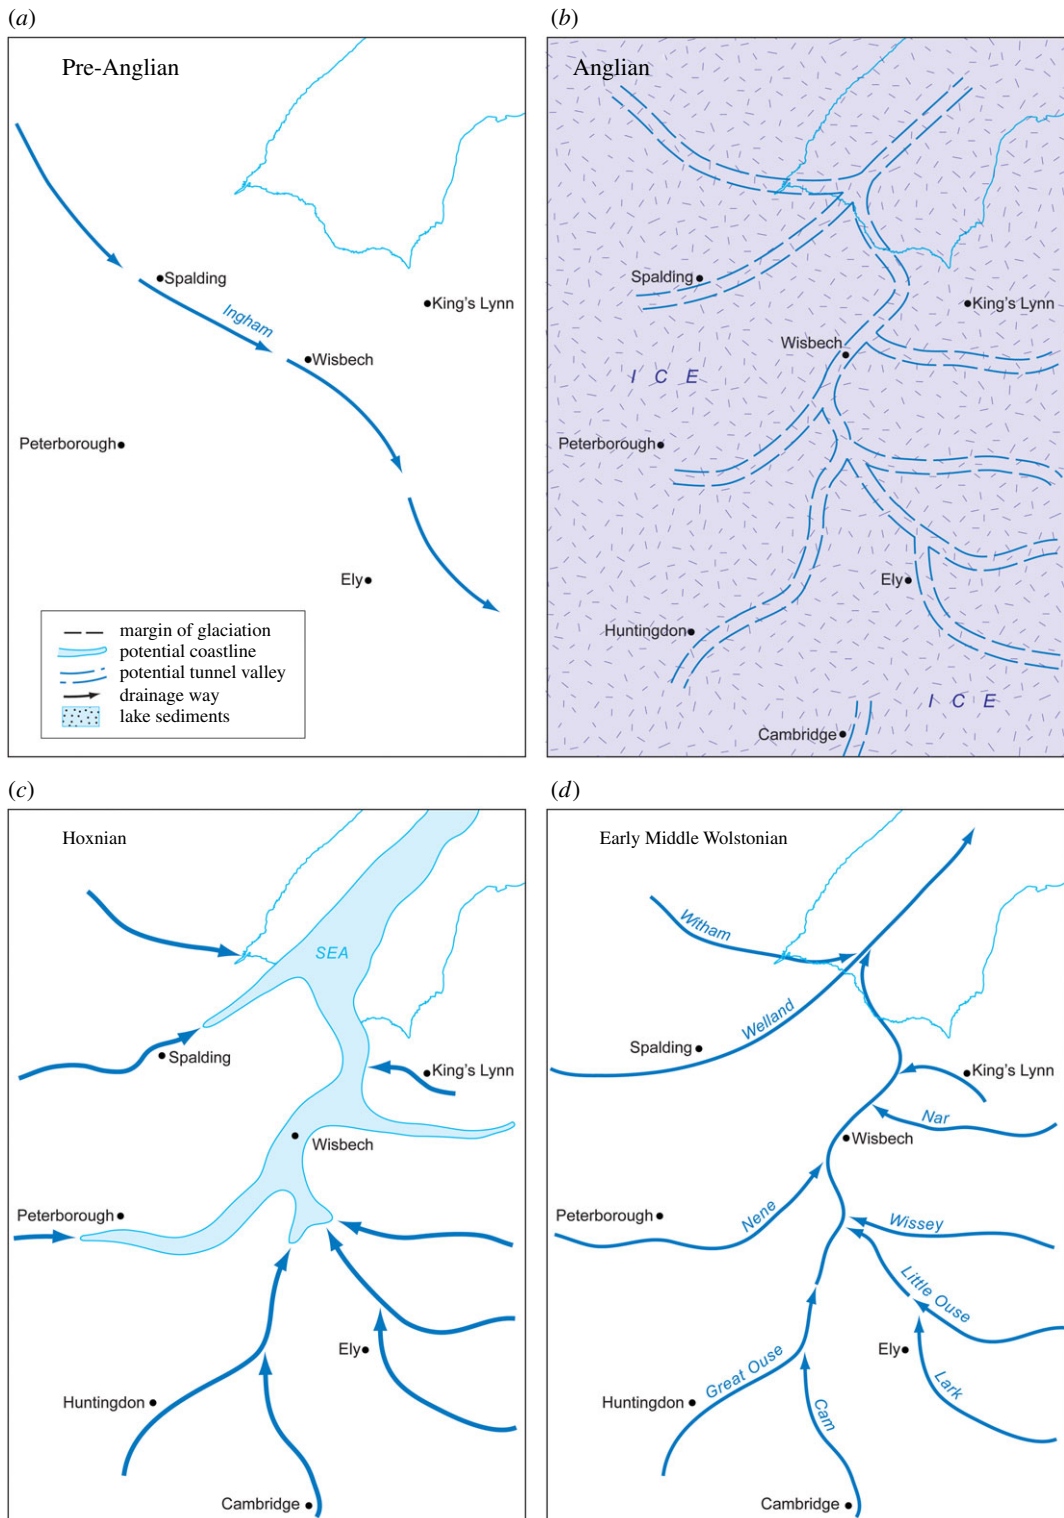 (a)
Pre-Anglian
Spalding
Ingham
King's Lynn
Wisbech
Peterborough
Ely
margin of glaciation
potential coastline
potential tunnel valley
drainage way
lake sediments
(b)
Anglian
Spalding
King's Lynn
Wisbech
I C E
Peterborough
Ely
Huntingdon
I C E
Cambridge
(c)
Hoxnian
SEA
Spalding
King's Lynn
Wisbech
Peterborough
Ely
Huntingdon
Cambridge
(d)
Early Middle Wolstonian
Witham
Welland
Spalding
King's Lynn
Nar
Wisbech
Nene
Peterborough
Wissey
Little Ouse
Ely
Great Ouse
Lark
Huntingdon
Cam
Cambridge